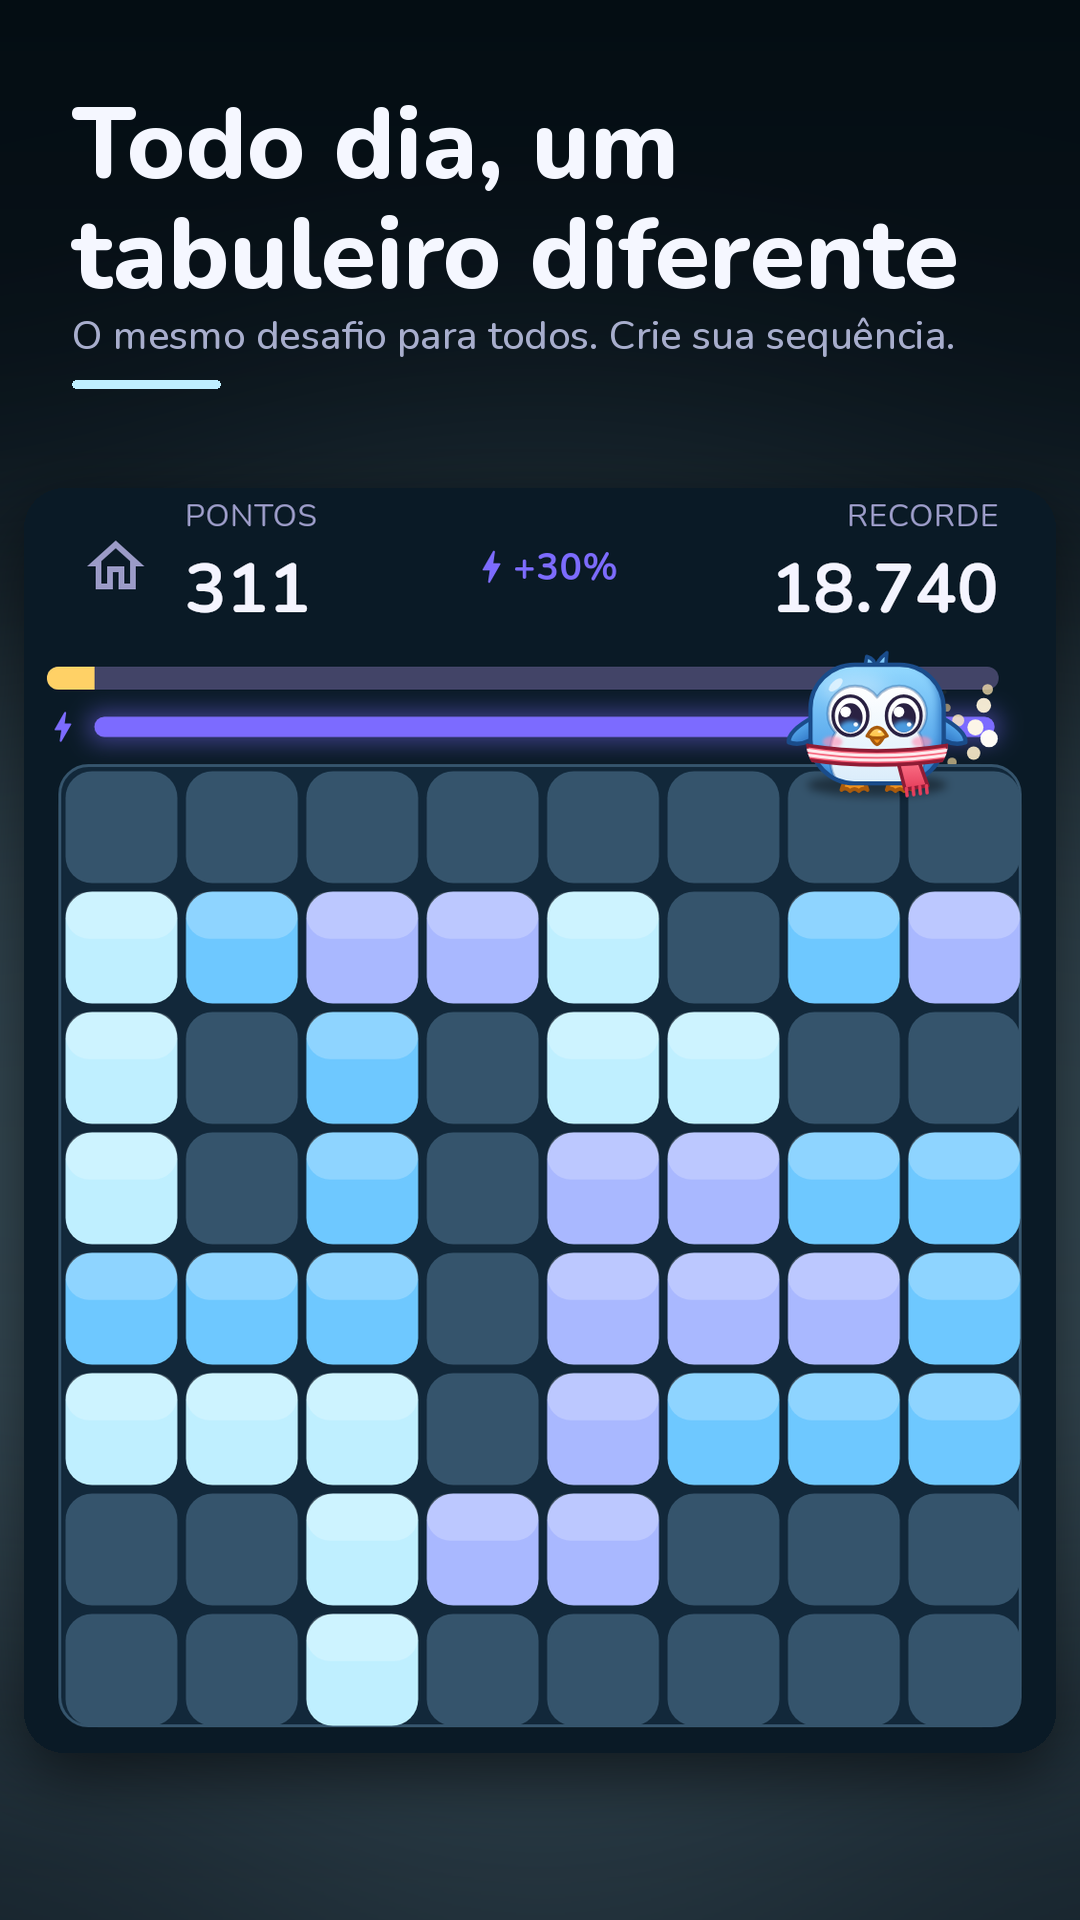 Todo dia, um
tabuleiro diferente
O mesmo desafio para todos. Crie sua sequência.
PONTOS
311
+30%
RECORDE
18.740